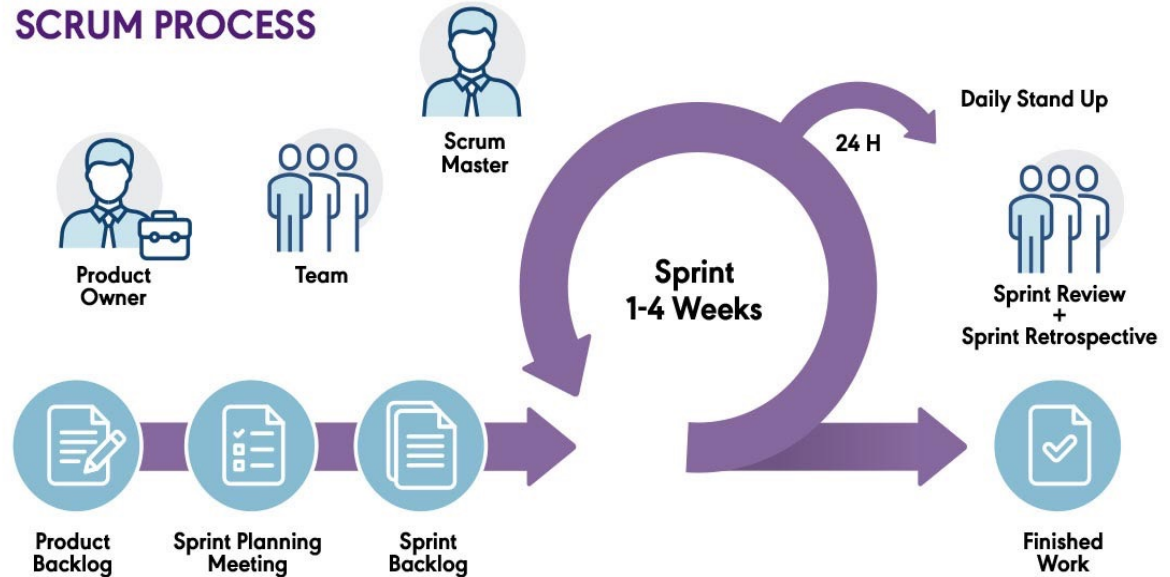 SCRUM PROCESS
Scrum
Master
Product
Owner
Team
Daily Stand Up
24 H
Sprint
1-4 Weeks
Sprint Review
+
Sprint Retrospective
Product
Backlog
Sprint Planning
Meeting
Sprint
Backlog
Finished
Work